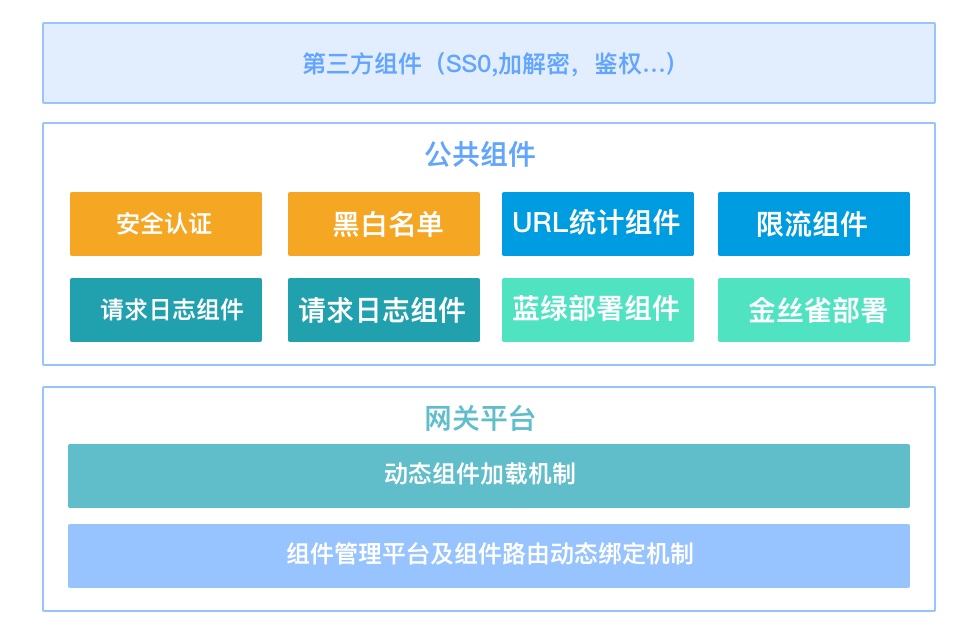 第三方组件（SS0,加解密，鉴权...）
公共组件
安全认证
黑白名单
URL统计组件
限流组件
请求日志组件
请求日志组件
蓝绿部署组件
金丝雀部署
网关平台
动态组件加载机制
组件管理平台及组件路由动态绑定机制